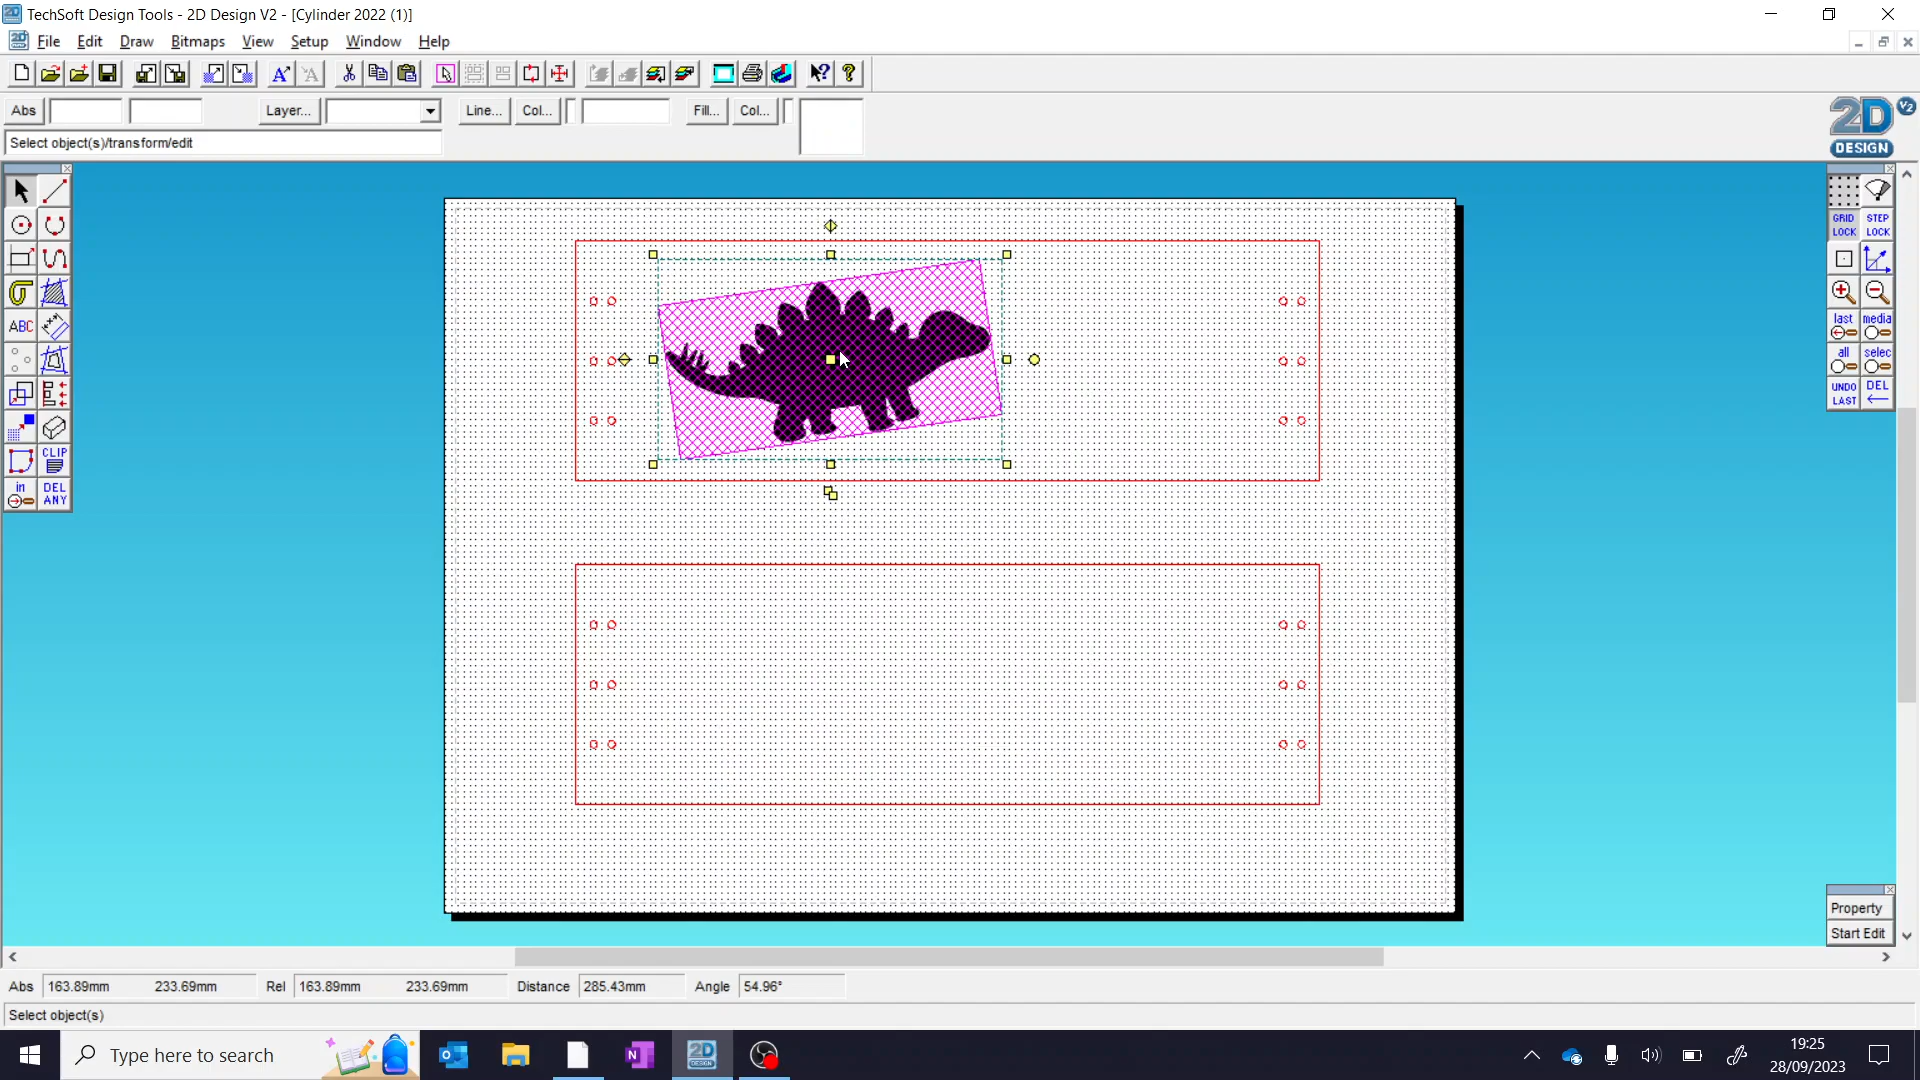 TechSoft Design Tools - 2D Design V2 - [Cylinder 2022 (1)]
File Edit Draw Bitmaps View Setup Window Help
Abs Layer... Line... Col... Fill... Col...
Select object(s)/transform/edit
2D V2
DESIGN
GRID LOCK STEP LOCK
ABC
last media
all selec
UNDO LAST DEL
CLIP
in DEL ANY
Property
Start Edit
Abs 163.89mm 233.69mm Rel 163.89mm 233.69mm Distance 285.43mm Angle 54.96°
Select object(s)
Type here to search
2D DESIGN
19:25
28/09/2023